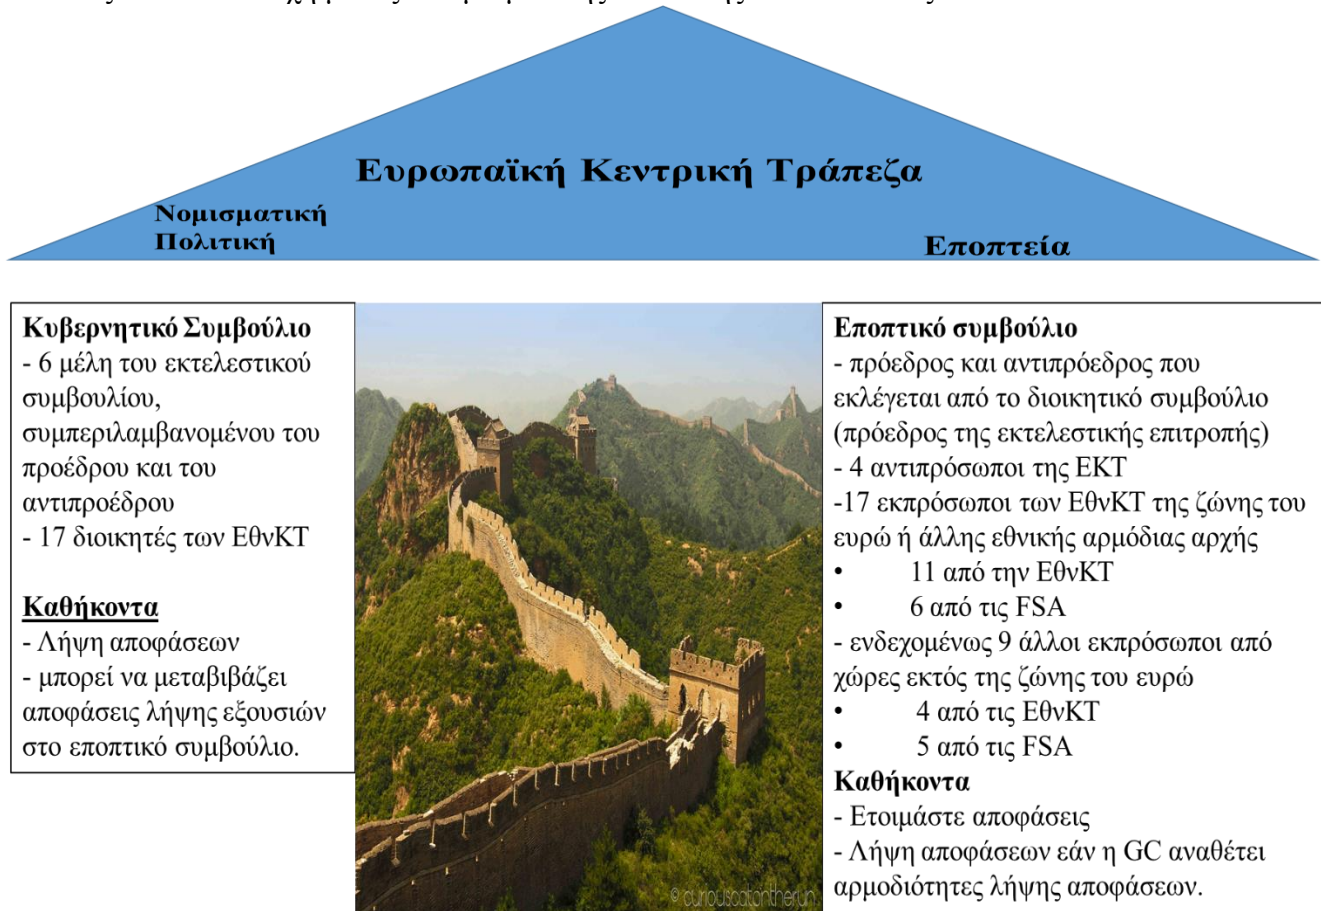 Ευρωπαϊκή Κεντρική Τράπεζα
Νομισματική
Πολιτική
Εποπτεία
Κυβερνητικό Συμβούλιο
- 6 μέλη του εκτελεστικού
συμβουλίου,
συμπεριλαμβανομένου του
προέδρου και του
αντιπροέδρου
- 17 διοικητές των ΕθνΚΤ
Καθήκοντα
- Λήψη αποφάσεων
- μπορεί να μεταβιβάζει
αποφάσεις λήψης εξουσιών
στο εποπτικό συμβούλιο.
Εποπτικό συμβούλιο
- πρόεδρος και αντιπρόεδρος που
εκλέγεται από το διοικητικό συμβούλιο
(πρόεδρος της εκτελεστικής επιτροπής)
- 4 αντιπρόσωποι της ΕΚΤ
-17 εκπρόσωποι των ΕθνΚΤ της ζώνης του
ευρώ ή άλλης εθνικής αρμόδιας αρχής
• 11 από την ΕθνΚΤ
• 6 από τις FSA
- ενδεχομένως 9 άλλοι εκπρόσωποι από
χώρες εκτός της ζώνης του ευρώ
• 4 από τις ΕθνΚΤ
• 5 από τις FSA
Καθήκοντα
- Ετοιμάστε αποφάσεις
- Λήψη αποφάσεων εάν η GC αναθέτει
αρμοδιότητες λήψης αποφάσεων.
© curiouscatontherun